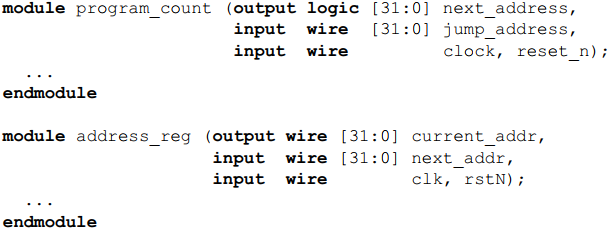 module program_count (output logic [31:0] next_address,
                      input  wire  [31:0] jump_address,
                      input  wire         clock, reset_n);
  ...
endmodule

module address_reg (output wire [31:0] current_addr,
                    input  wire [31:0] next_addr,
                    input  wire        clk, rstN);
  ...
endmodule